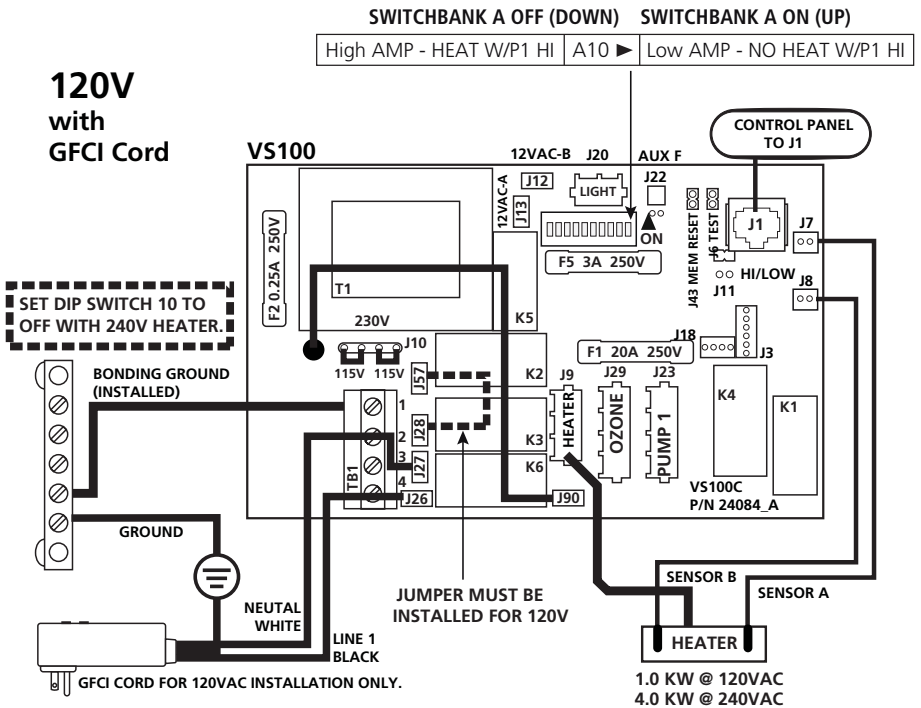 SWITCHBANK A OFF (DOWN) SWITCHBANK A ON (UP)
High AMP - HEAT W/P1 HI A10 ► Low AMP - NO HEAT W/P1 HI
120V
with
GFCI Cord
CONTROL PANEL
TO J1
VS100
12VAC-B
J20
AUX F
J22
J12
LIGHT
12VAC-A
J13
ON
J43 MEM RESET
J6 TEST
J1
J7
F2 0.25A 250V
T1
F5 3A 250V
HI/LOW
J11
J8
SET DIP SWITCH 10 TO
OFF WITH 240V HEATER.
230V
K5
J10
115V 115V
J18
J3
F1 20A 250V
BONDING GROUND
(INSTALLED)
J57
K2
J9
J29
J23
K4
K1
1
2
3
4
TB1
J28
K3
HEATER
OZONE
PUMP 1
J27
K6
J26
J90
VS100C
P/N 24084_A
GROUND
JUMPER MUST BE
INSTALLED FOR 120V
SENSOR B
SENSOR A
NEUTAL
WHITE
LINE 1
BLACK
HEATER
GFCI CORD FOR 120VAC INSTALLATION ONLY.
1.0 KW @ 120VAC
4.0 KW @ 240VAC